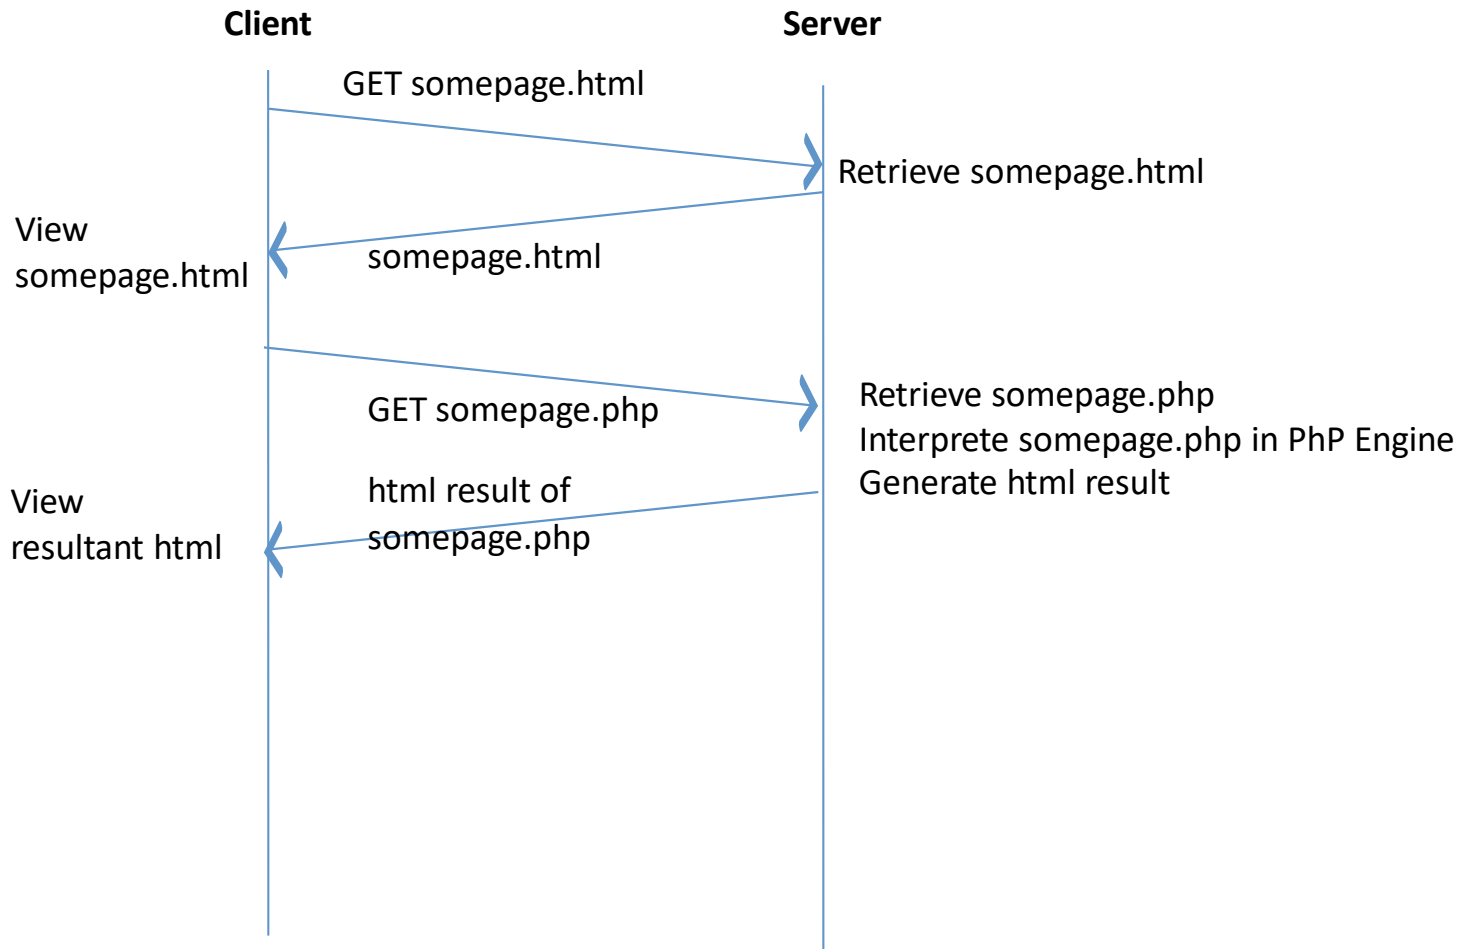 Client
Server
GET somepage.html
Retrieve somepage.html
View
somepage.html
somepage.html
GET somepage.php
Retrieve somepage.php
Interprete somepage.php in PhP Engine
Generate html result
html result of
somepage.php
View
resultant html